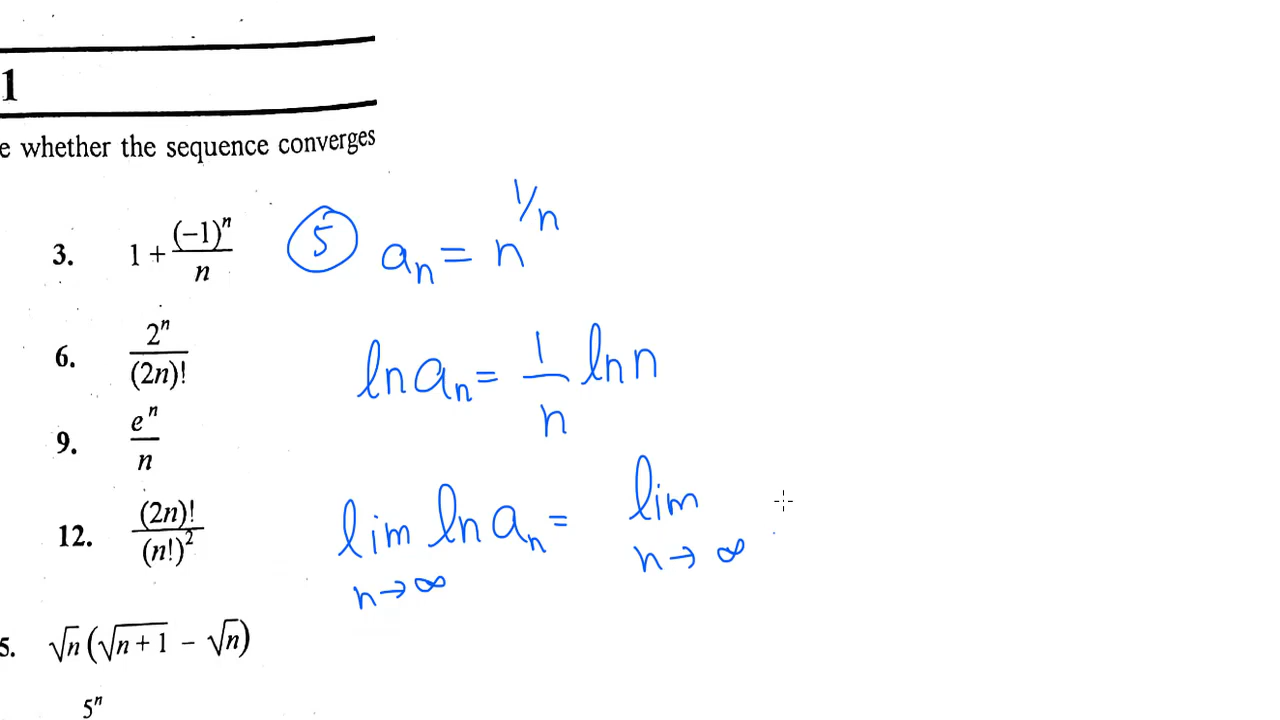 1
e whether the sequence converges
3. 1 + (-1)^n / n
⑤ a_n = n^{1/n}
6. 2^n / (2n)!
ln a_n = 1/n ln n
9. e^n / n
12. (2n)! / (n!)^2
lim n→∞ ln a_n = lim n→∞
5. √n (√n + 1 − √n)
5^n